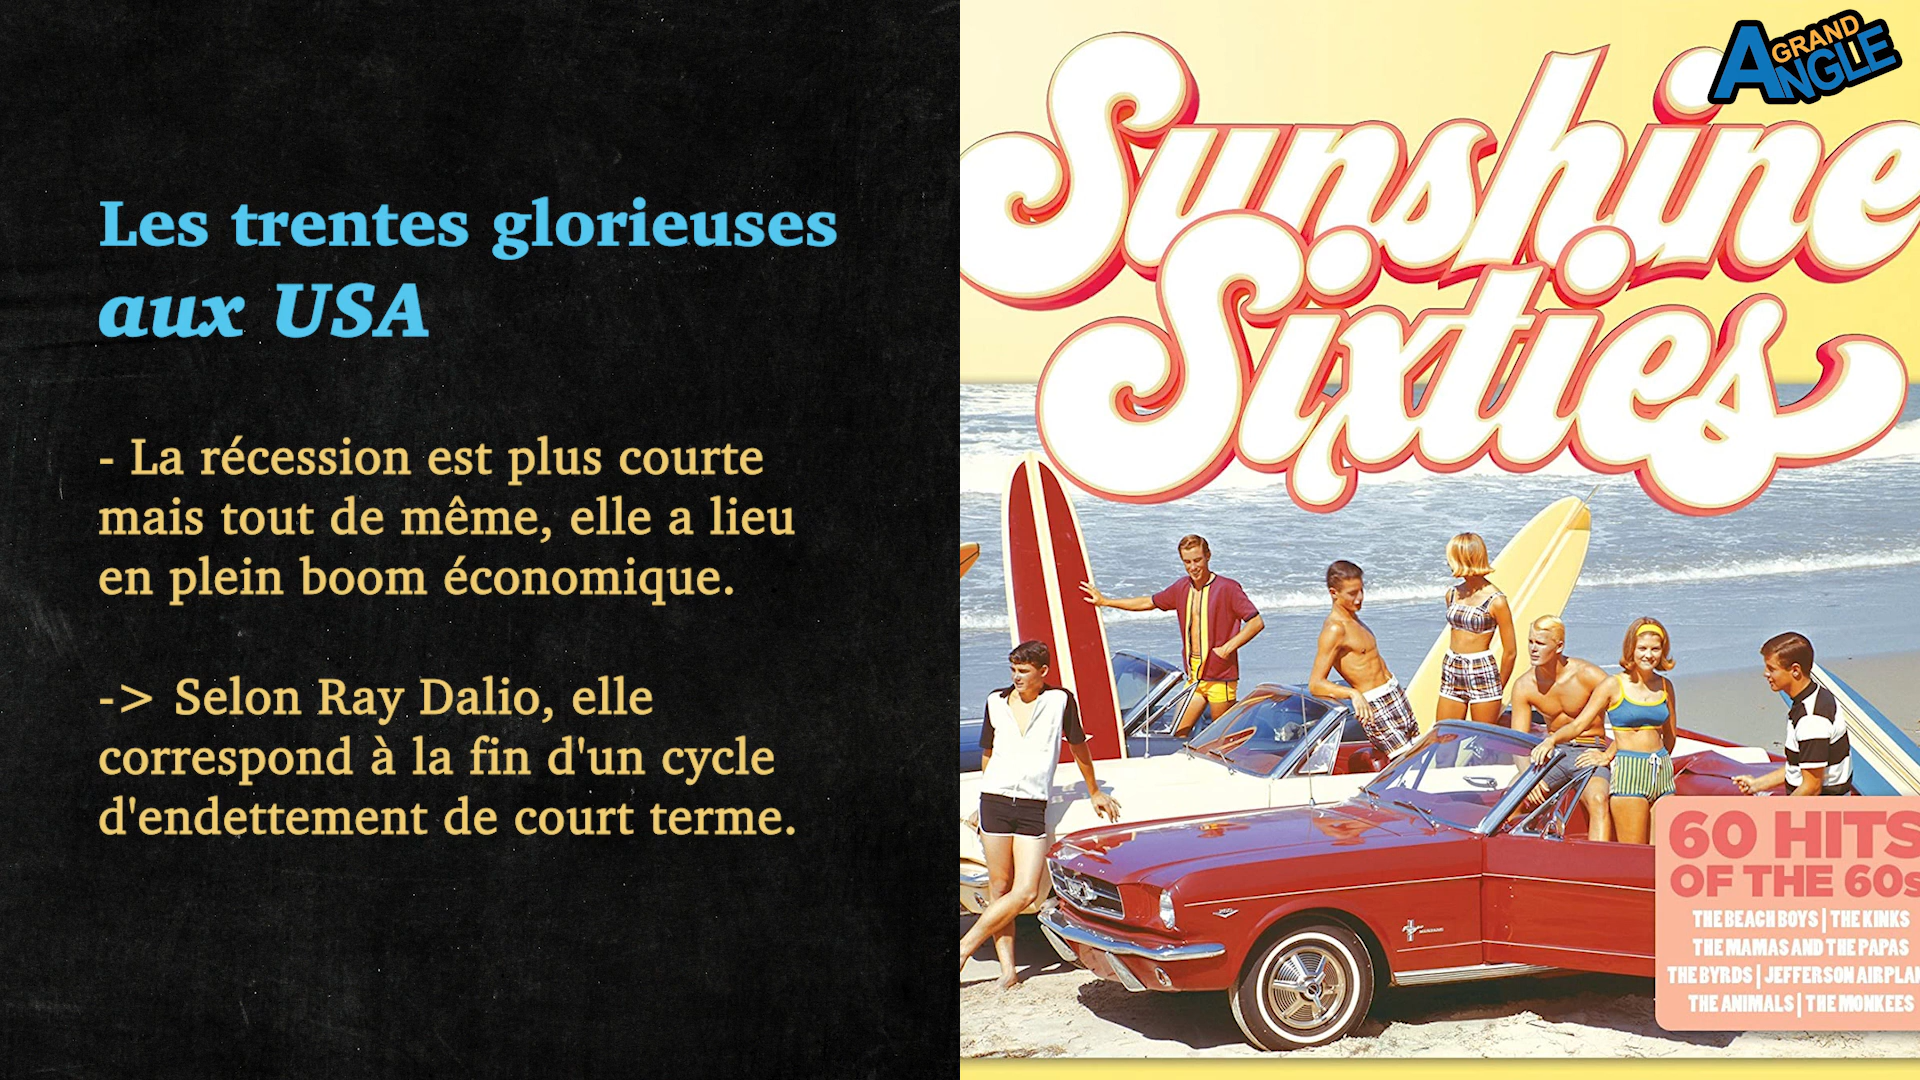 Les trentes glorieuses
aux USA
- La récession est plus courte
mais tout de même, elle a lieu
en plein boom économique.
-> Selon Ray Dalio, elle
correspond à la fin d'un cycle
d'endettement de court terme.
GRAND
ANGLE
Sunshine
Sixties
60 HITS
OF THE 60s
THE BEACH BOYS | THE KINKS
THE MAMAS AND THE PAPAS
THE BYRDS | JEFFERSON AIRPLA
THE ANIMALS | THE MONKEES